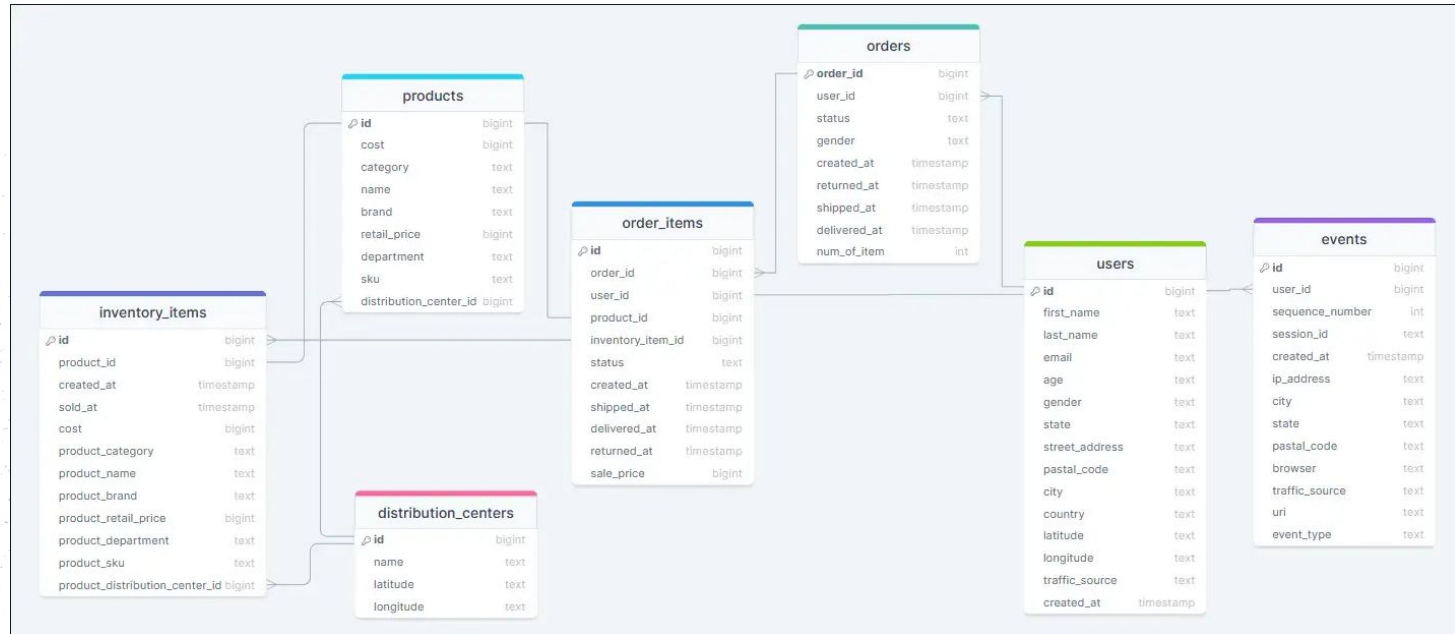 orders
order_id bigint
user_id bigint
status text
gender text
created_at timestamp
returned_at timestamp
shipped_at timestamp
delivered_at timestamp
num_of_item int
products
id bigint
cost bigint
category text
name text
brand text
retail_price bigint
department text
sku text
distribution_center_id bigint
order_items
id bigint
order_id bigint
user_id bigint
product_id bigint
inventory_item_id bigint
status text
created_at timestamp
shipped_at timestamp
delivered_at timestamp
returned_at timestamp
sale_price bigint
users
id bigint
first_name text
last_name text
email text
age text
gender text
state text
street_address text
pastal_code text
city text
country text
latitude text
longitude text
traffic_source text
created_at timestamp
events
id bigint
user_id bigint
sequence_number int
session_id text
created_at timestamp
ip_address text
city text
state text
pastal_code text
browser text
traffic_source text
uri text
event_type text
inventory_items
id bigint
product_id bigint
created_at timestamp
sold_at timestamp
cost bigint
product_category text
product_name text
product_brand text
product_retail_price bigint
product_department text
product_sku text
product_distribution_center_id bigint
distribution_centers
id bigint
name text
latitude text
longitude text